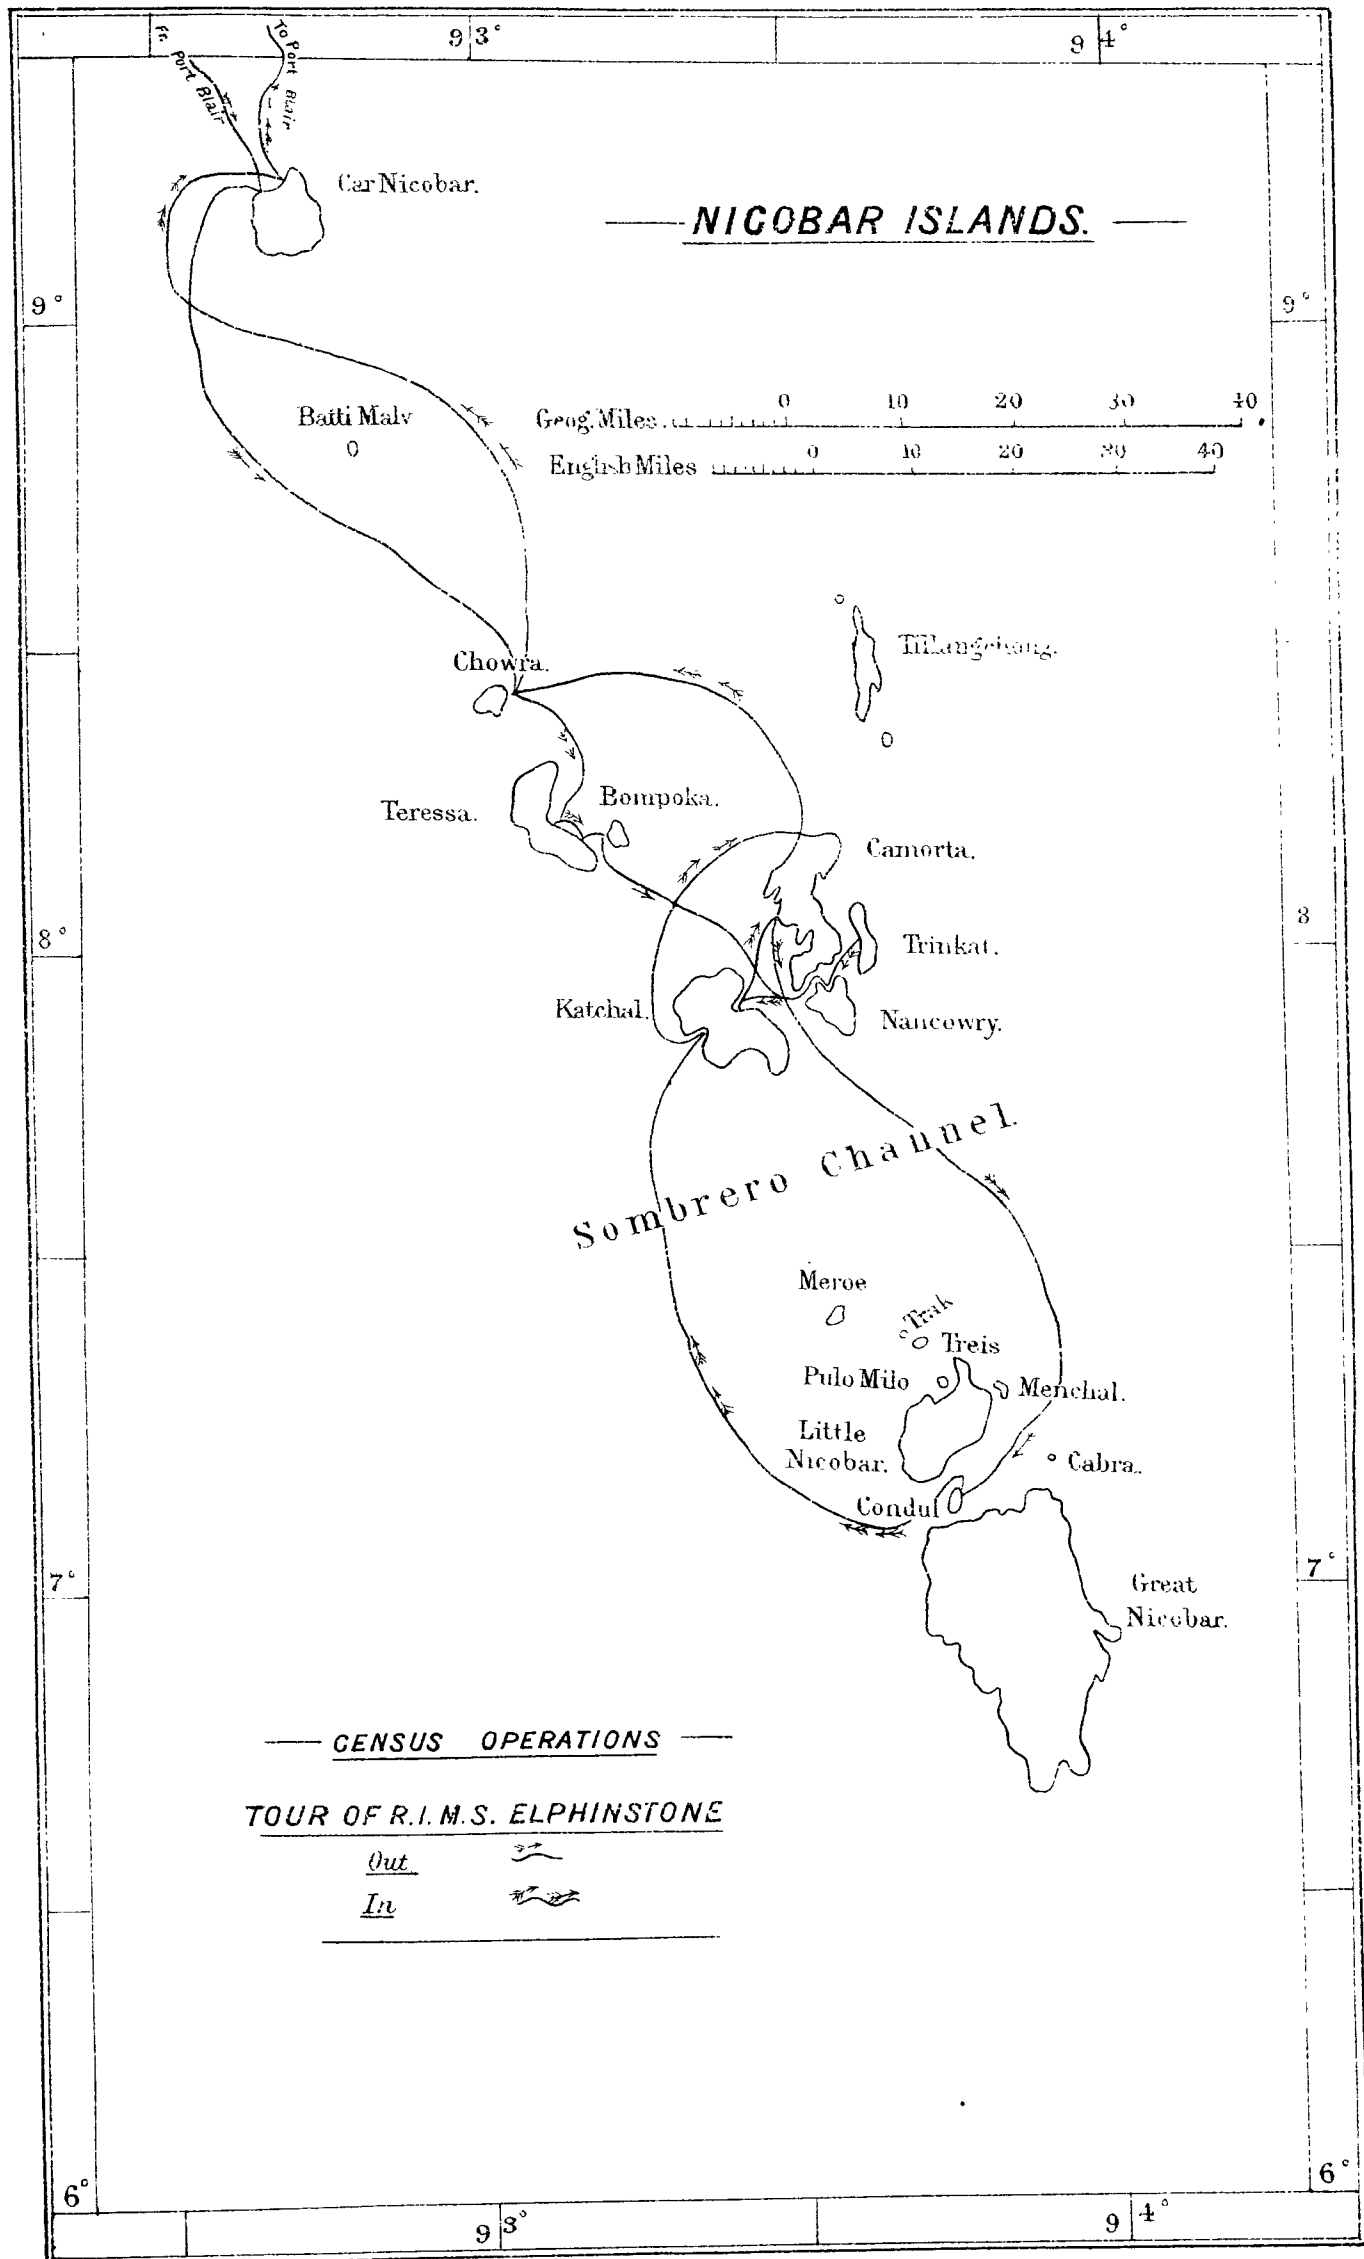 93°
94°
Fr. Port Blair
To Port Blair
Car Nicobar.
NICOBAR ISLANDS.
9°
9°
Batti Malv
0 10 20 30 40
Geog. Miles.
English Miles
0 10 20 30 40
Chowra.
Tillangchong.
Teressa.
Bompoka.
Camorta.
8°
8
Trinkat.
Katchal.
Nancowry.
Sombrero Channel.
Meroe
Trak
Treis
Pulo Milo
Menchal.
Little
Nicobar.
Cabra.
Condul
7°
7°
Great
Nicobar.
CENSUS OPERATIONS
TOUR OF R.I.M.S. ELPHINSTONE
Out
In
6°
6°
93°
94°